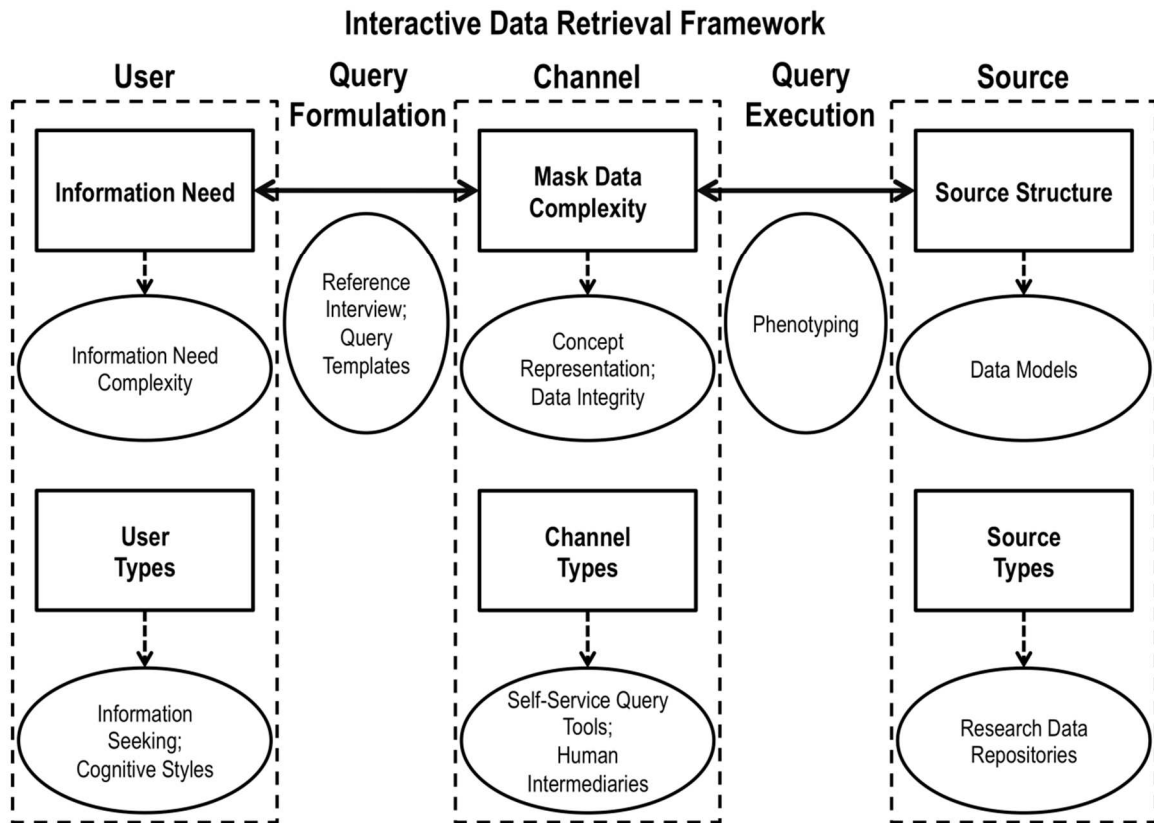 Interactive Data Retrieval Framework
User
Query
Formulation
Channel
Query
Execution
Source
Information Need
Mask Data
Complexity
Source Structure
Information Need
Complexity
Reference
Interview;
Query
Templates
Concept
Representation;
Data Integrity
Phenotyping
Data Models
User
Types
Channel
Types
Source
Types
Information
Seeking;
Cognitive Styles
Self-Service Query
Tools;
Human
Intermediaries
Research Data
Repositories